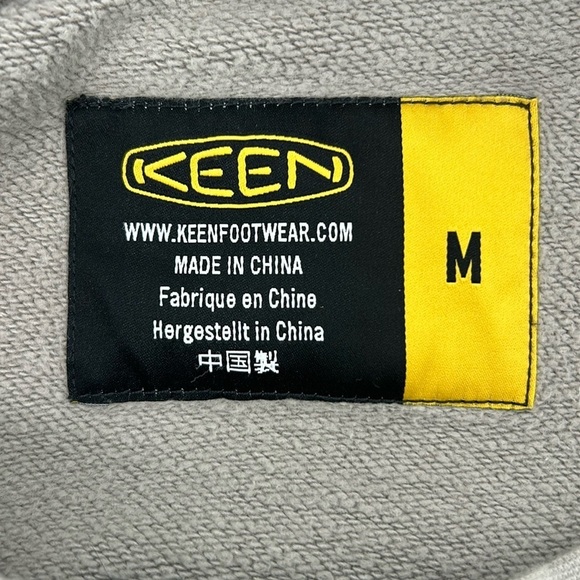 KEEN
WWW.KEENFOOTWEAR.COM
MADE IN CHINA
Fabrique en Chine
Hergestellt in China
中国製
M